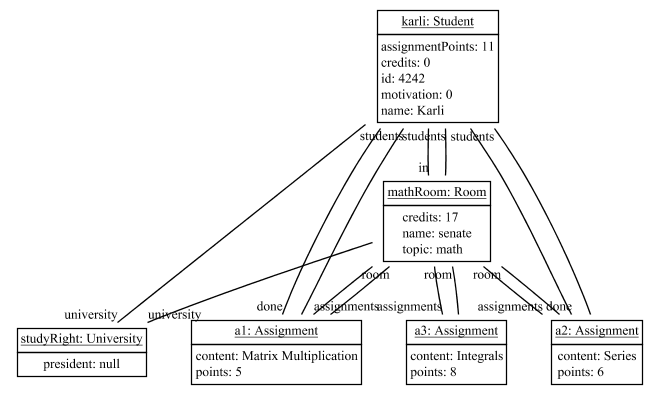 karli: Student
assignmentPoints: 11
credits: 0
id: 4242
motivation: 0
name: Karli
students students students
in
mathRoom: Room
credits: 17
name: senate
topic: math
room room room
university university done assignments assignments assignments done
studyRight: University
president: null
a1: Assignment
content: Matrix Multiplication
points: 5
a3: Assignment
content: Integrals
points: 8
a2: Assignment
content: Series
points: 6